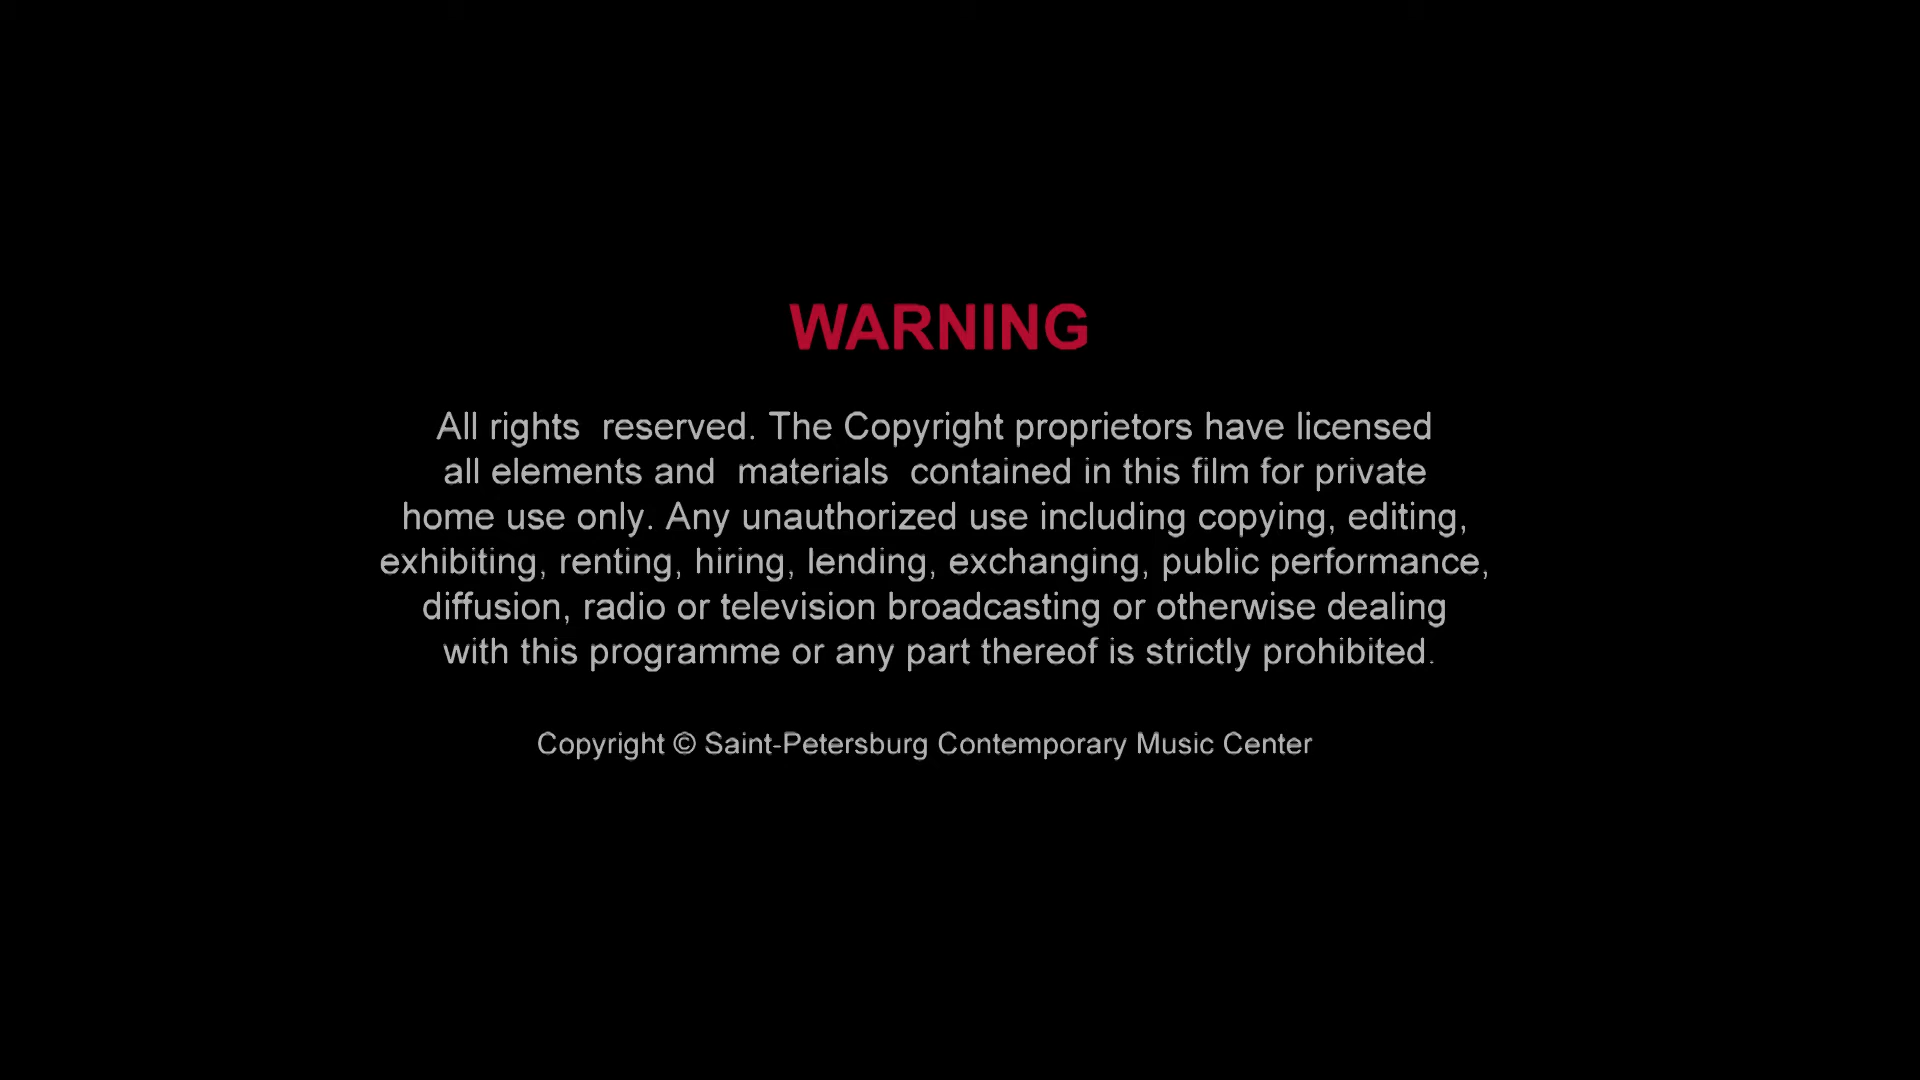 WARNING
All rights  reserved. The Copyright proprietors have licensed
all elements and  materials  contained in this film for private
home use only. Any unauthorized use including copying, editing,
exhibiting, renting, hiring, lending, exchanging, public performance,
diffusion, radio or television broadcasting or otherwise dealing
with this programme or any part thereof is strictly prohibited.
Copyright © Saint-Petersburg Contemporary Music Center